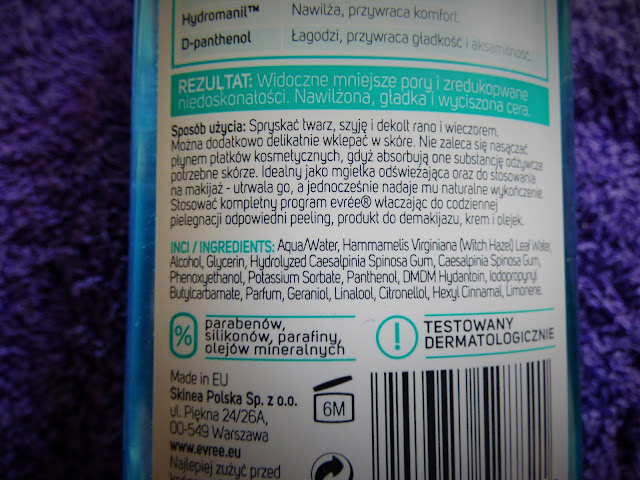 Hydromanil™ Nawilża, przywraca komfort.
D-panthenol Łagodzi, przywraca gładkość i aksamitność.
REZULTAT: Widoczne mniejsze pory i zredukowane
niedoskonałości. Nawilżona, gładka i wyciszona cera.
Sposób użycia: Spryskać twarz, szyję i dekolt rano i wieczorem.
Można dodatkowo delikatnie wklepać w skórę. Nie zaleca się nasączać
płynem płatków kosmetycznych, gdyż absorbują one substancję odżywcze
potrzebne skórze. Idealny jako mgiełka odświeżająca oraz do stosowania
na makijaż - utrwala go, a jednocześnie nadaje mu naturalne wykończenie.
Stosować kompletny program evrēe® włączając do codziennej
pielęgnacji odpowiedni peeling, produkt do demakijażu, krem i olejek.
INCI / INGREDIENTS: Aqua/Water, Hammamelis Virginiana (Witch Hazel) Leaf Water,
Alcohol, Glycerin, Hydrolyzed Caesalpinia Spinosa Gum, Caesalpinia Spinosa Gum,
Phenoxyethanol, Potassium Sorbate, Panthenol, DMDM Hydantoin, Iodopropynyl
Butylcarbamate, Parfum, Geraniol, Linalool, Citronellol, Hexyl Cinnamal, Limonene.
% parabenów,
silikonów, parafiny,
olejów mineralnych
! TESTOWANY
DERMATOLOGICZNIE
Made in EU
Skinea Polska Sp. z o.o.
ul. Piękna 24/26A,
00-549 Warszawa
www.evree.eu
Najlepiej zużyć przed
6M